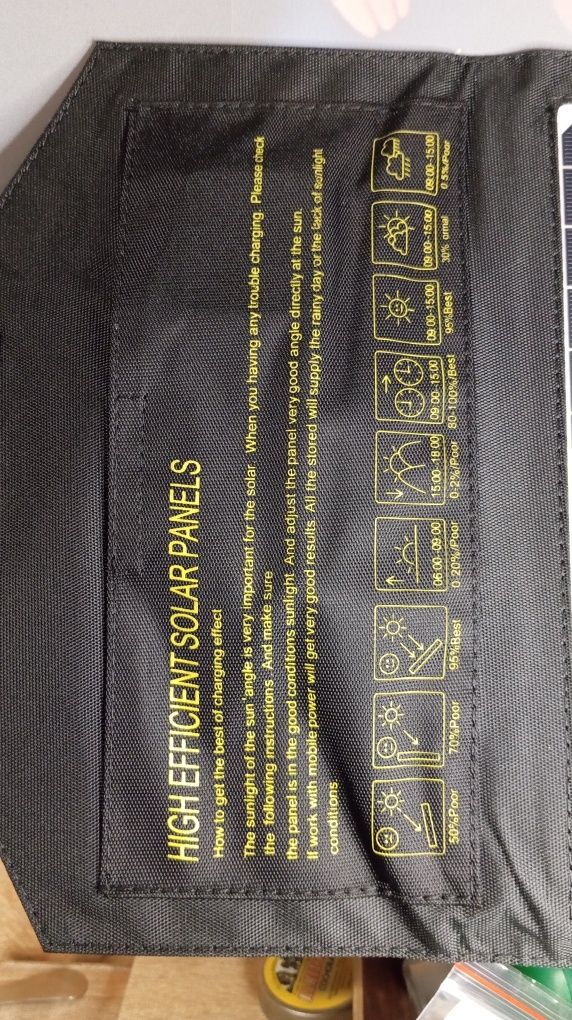 HIGH EFFICIENT SOLAR PANELS
How to get the best of charging effect
The sunlight of the sun angle is very important for the solar. When you having any trouble charging. Please check
the following instructions. And make sure
the panel is in the good conditions sunlight. And adjust the panel very good angle directly at the sun.
If work with mobile power will get very good results. All the stored will supply the rainy day or the lack of sunlight
conditions
50%Poor
70%Poor
95%Best
06:00-09:00
0.20%/Poor
15:00-18:00
0-2%/Poor
09:00-15:00
80-100%/Best
09:00-15:00
95%Best
09:00-15:00
30%
09:00-15:00
0.5%/Poor